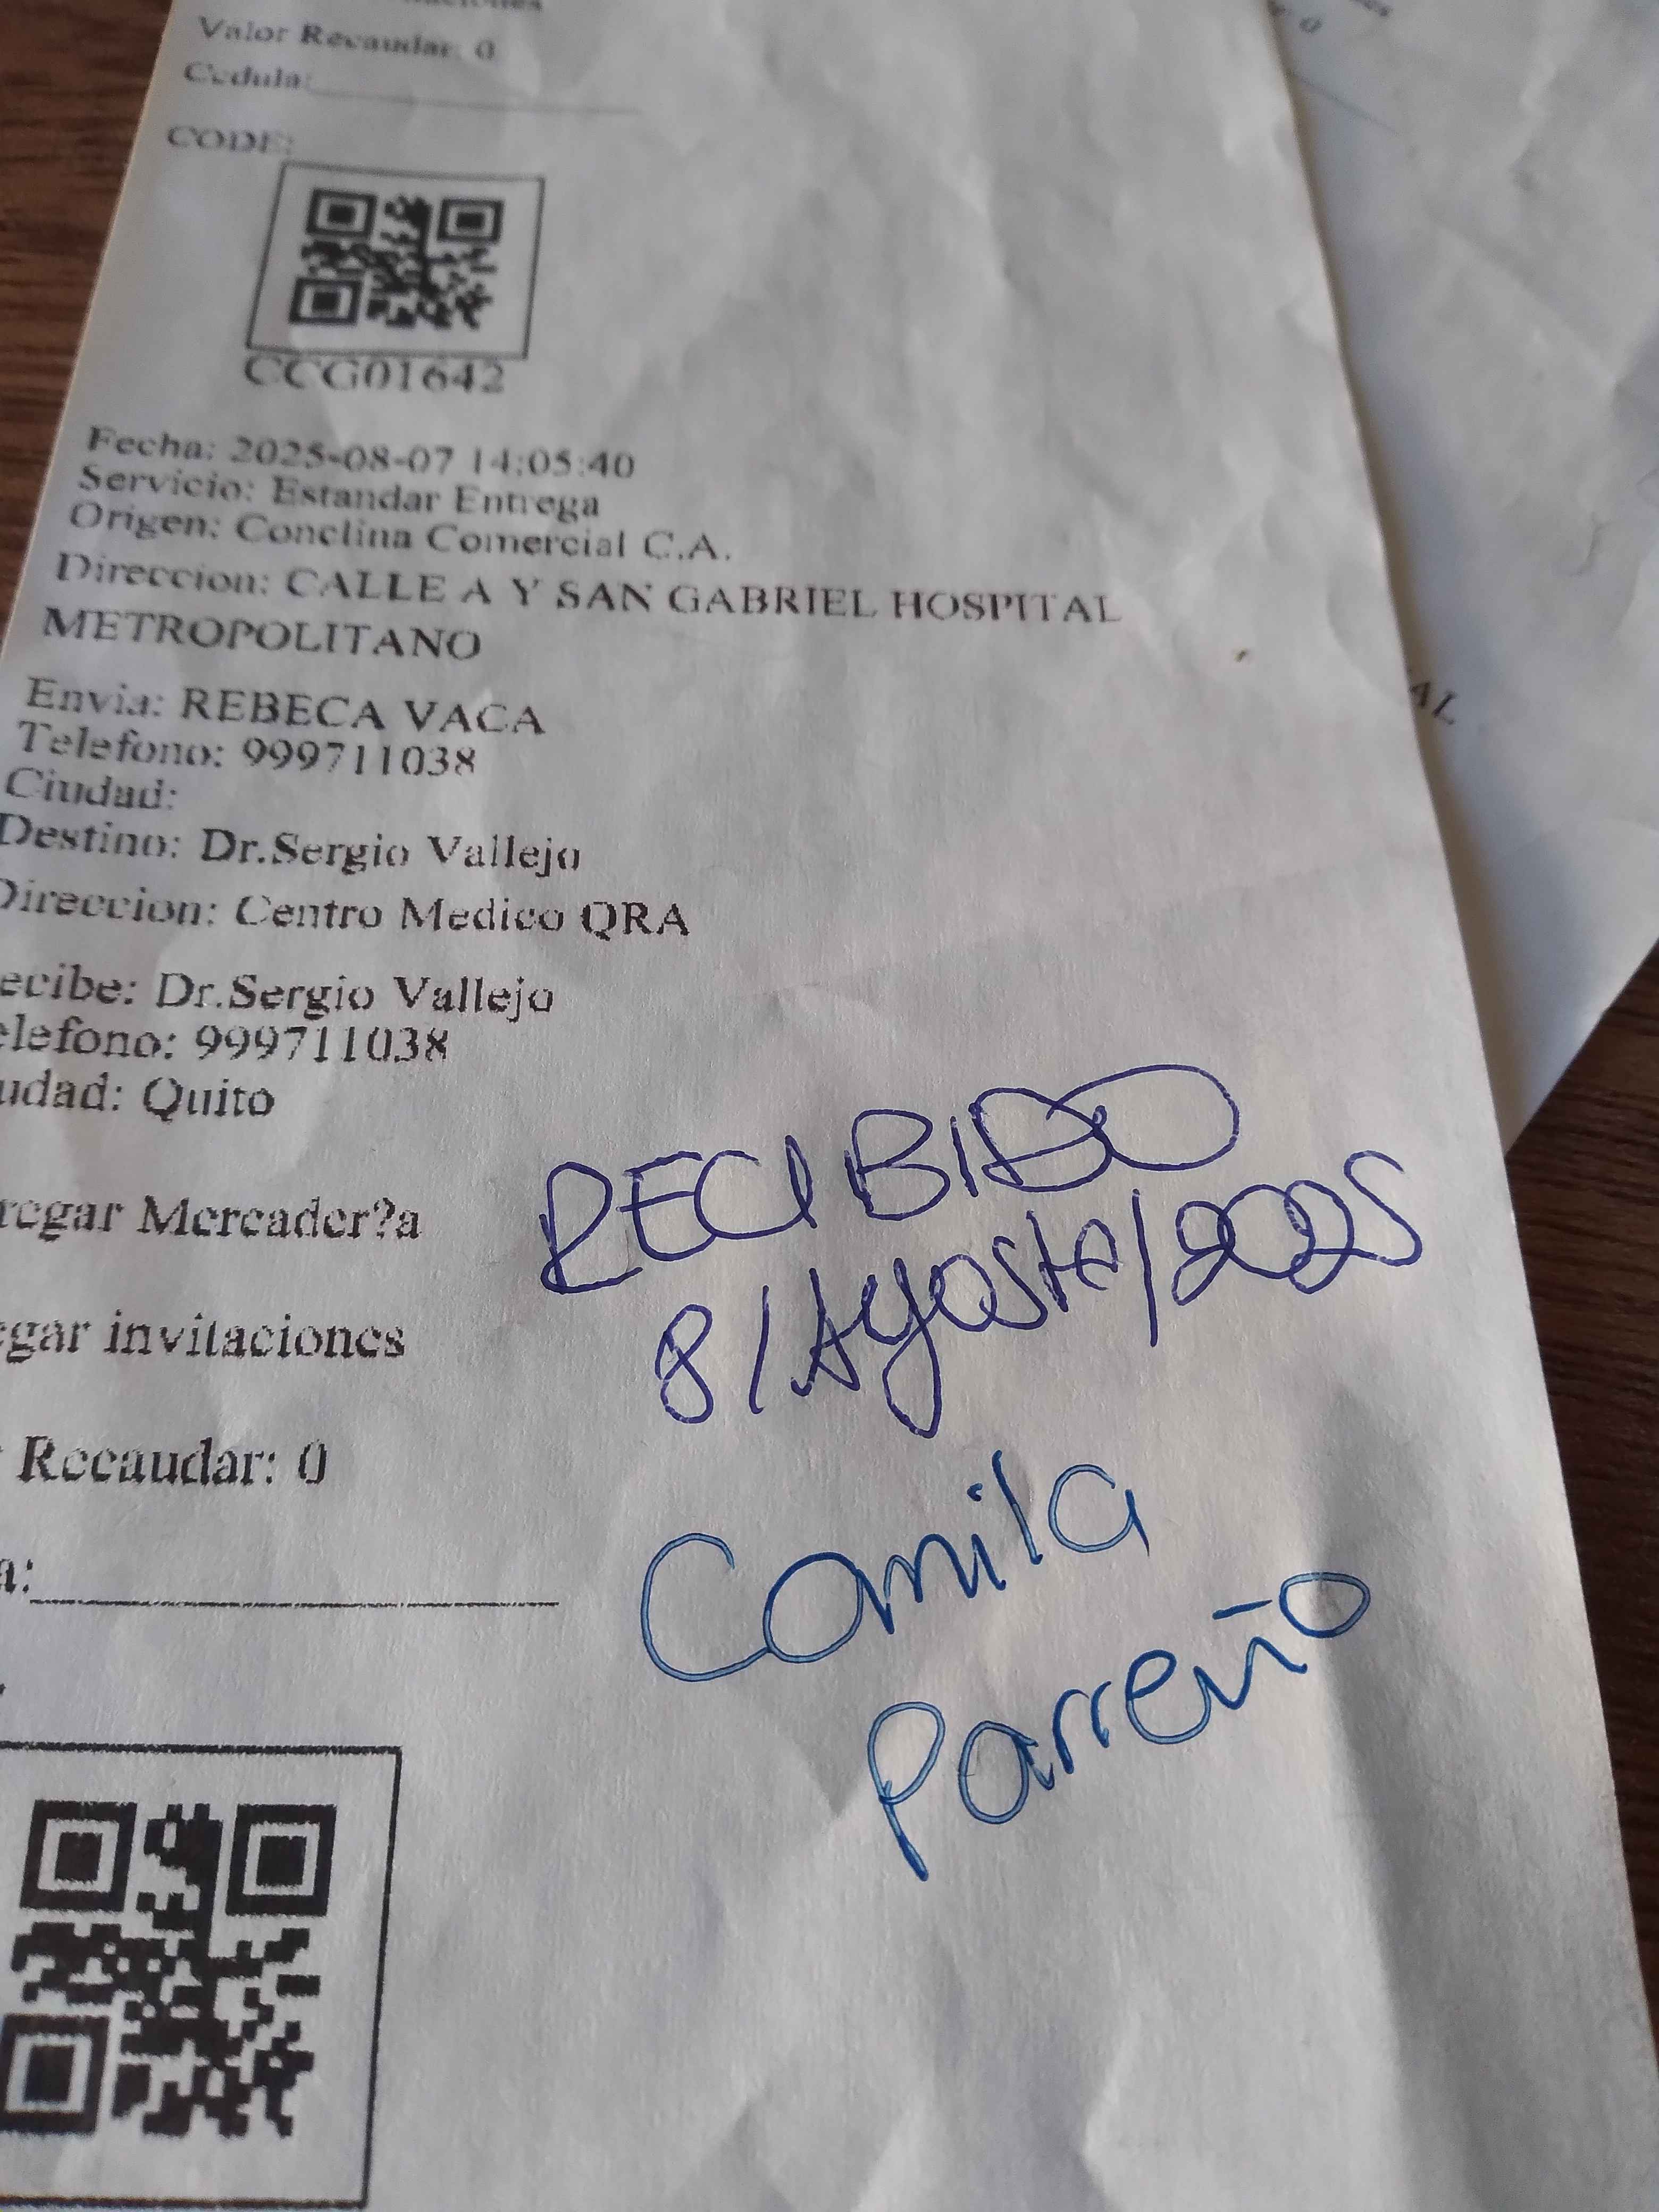 Valor Recaudar: 0
Cedula:
CODE:
CCG01642
Fecha: 2025-08-07 14:05:40
Servicio: Estandar Entrega
Origen: Conclina Comercial C.A.
Direccion: CALLE A Y SAN GABRIEL HOSPITAL
METROPOLITANO
Envia: REBECA VACA
Telefono: 999711038
Ciudad:
Destino: Dr.Sergio Vallejo
Direccion: Centro Medico QRA
ecibe: Dr.Sergio Vallejo
elefono: 999711038
udad: Quito
regar Mercader?a
egar invitaciones
Recaudar: 0
a:
RECIBIDO
8/Agosto/2025
Camila
Parreño
AL